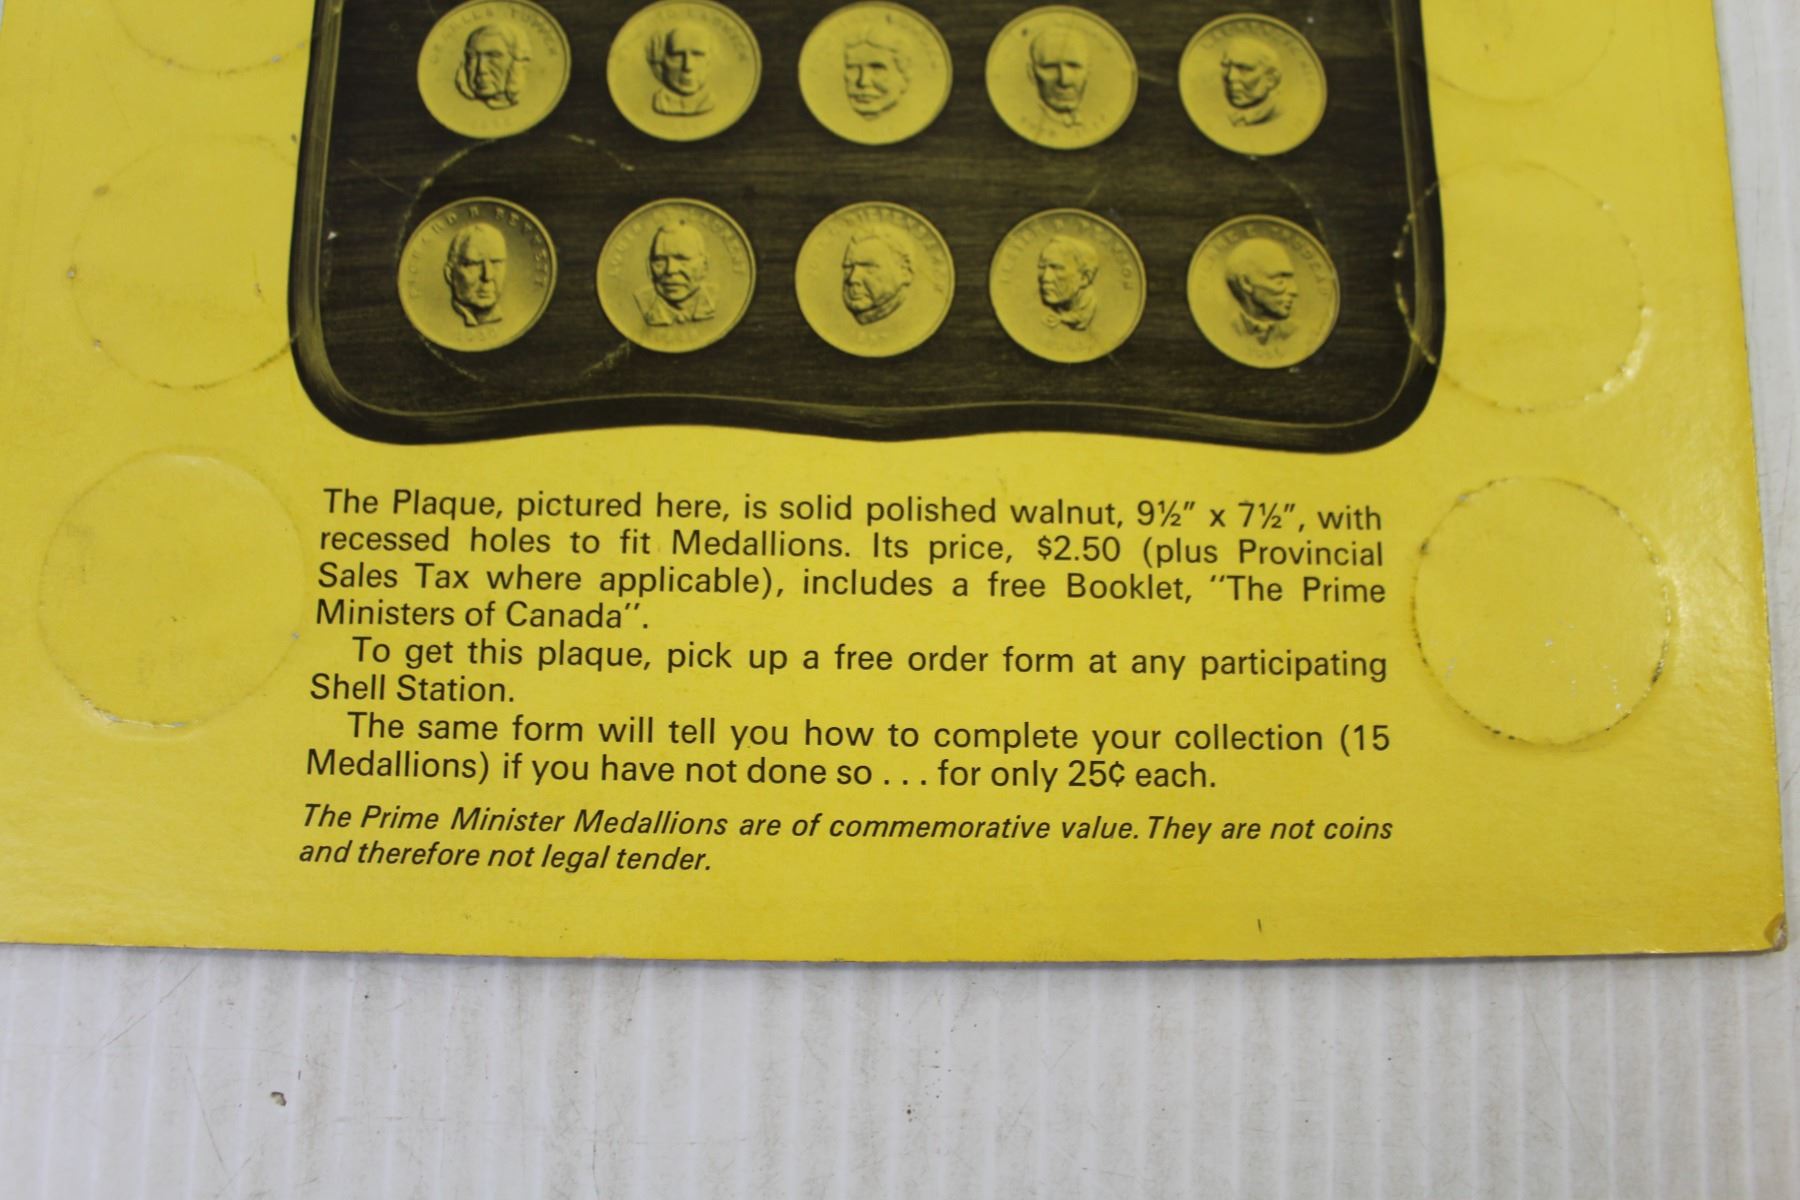 The Plaque, pictured here, is solid polished walnut, 9½" x 7½", with
recessed holes to fit Medallions. Its price, $2.50 (plus Provincial
Sales Tax where applicable), includes a free Booklet, "The Prime
Ministers of Canada".
To get this plaque, pick up a free order form at any participating
Shell Station.
The same form will tell you how to complete your collection (15
Medallions) if you have not done so . . . for only 25¢ each.
The Prime Minister Medallions are of commemorative value. They are not coins
and therefore not legal tender.